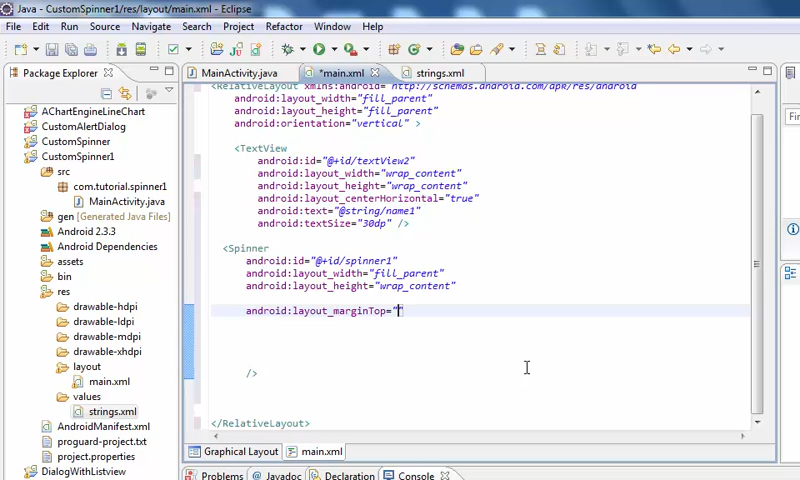 Java - CustomSpinner1/res/layout/main.xml - Eclipse
File Edit Run Source Navigate Search Project Refactor Window Help
Package Explorer
MainActivity.java
*main.xml
strings.xml
AChartEngineLineChart
CustomAlertDialog
CustomSpinner
CustomSpinner1
src
com.tutorial.spinner1
MainActivity.java
gen [Generated Java Files]
Android 2.3.3
Android Dependencies
assets
bin
res
drawable-hdpi
drawable-ldpi
drawable-mdpi
drawable-xhdpi
layout
main.xml
values
strings.xml
AndroidManifest.xml
proguard-project.txt
project.properties
DialogWithListview
<RelativeLayout xmlns:android="http://schemas.android.com/apk/res/android"
android:layout_width="fill_parent"
android:layout_height="fill_parent"
android:orientation="vertical" >
<TextView
android:id="@+id/textView2"
android:layout_width="wrap_content"
android:layout_height="wrap_content"
android:layout_centerHorizontal="true"
android:text="@string/name1"
android:textSize="30dp" />
<Spinner
android:id="@+id/spinner1"
android:layout_width="fill_parent"
android:layout_height="wrap_content"
android:layout_marginTop=""
/>
</RelativeLayout>
Graphical Layout
main.xml
Problems
Javadoc
Declaration
Console